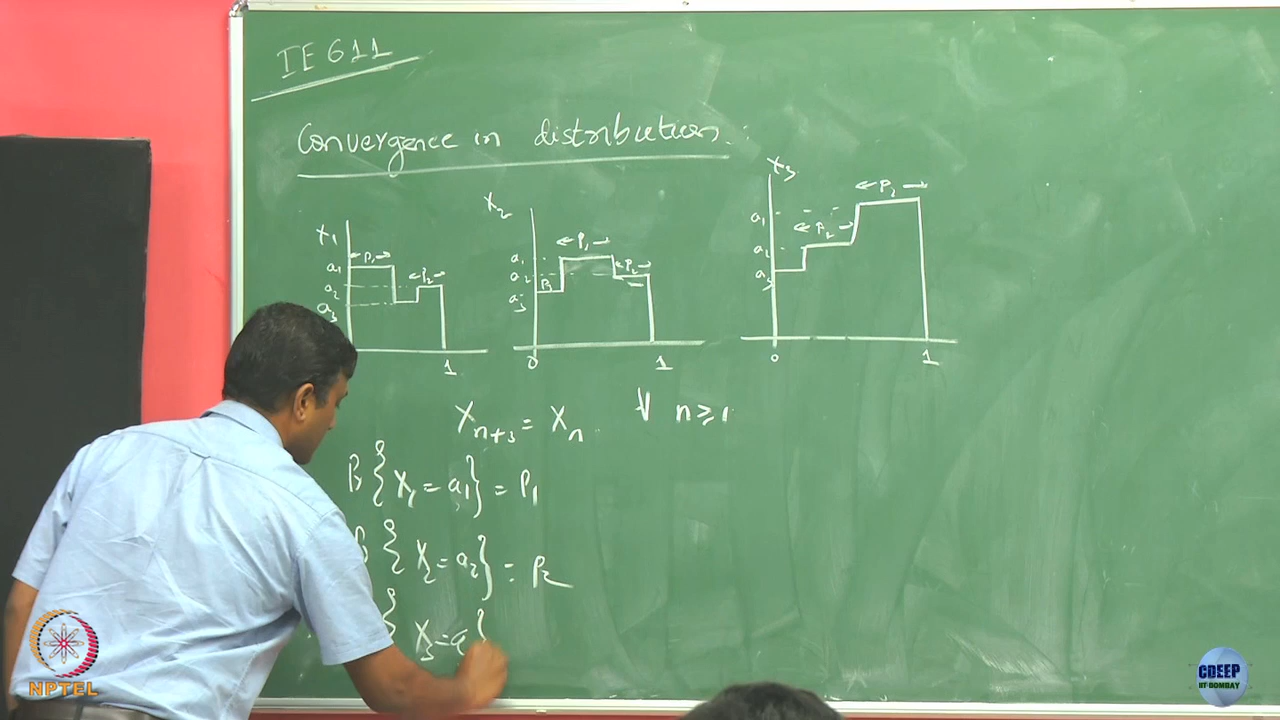 IE 611
Convergence in distribution:
X1
a1
a2
a3
P1
P2
1
X2
a1
a2
a3
P3
P1
P2
0
1
X3
a1
a2
a3
P2
P1
0
1
X_{n+3} = X_n ∀ n ≥ 1
P{X1 = a1} = P1
P{X2 = a2} = P2
{X3 = a}
NPTEL
CDEEP
IIT BOMBAY